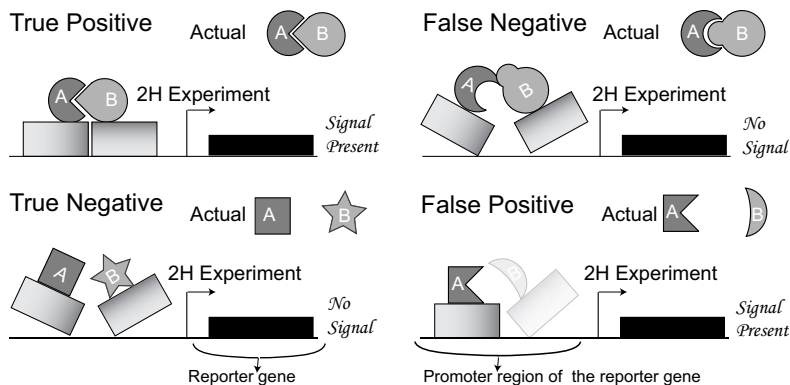 True Positive
Actual A B
A B
2H Experiment
Signal
Present
False Negative
Actual A B
A B
2H Experiment
No
Signal
True Negative
Actual A B
A B
2H Experiment
No
Signal
Reporter gene
False Positive
Actual A B
A B
2H Experiment
Signal
Present
Promoter region of the reporter gene